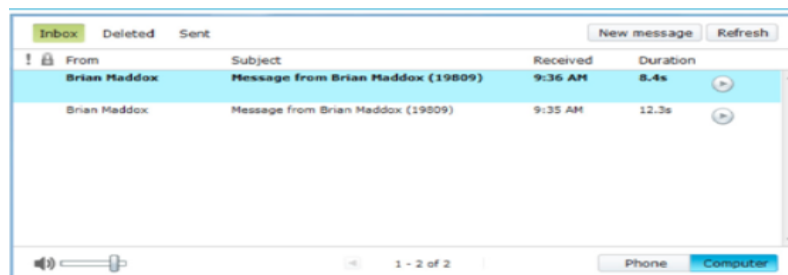 Inbox Deleted Sent New message Refresh
! From Subject Received Duration
Brian Maddox Message from Brian Maddox (19809) 9:36 AM 8.4s
Brian Maddox Message from Brian Maddox (19809) 9:35 AM 12.3s
1 - 2 of 2 Phone Computer